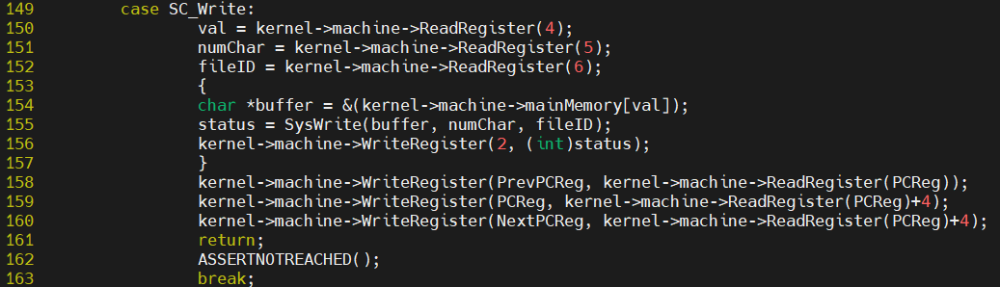 149         case SC_Write:
150                 val = kernel->machine->ReadRegister(4);
151                 numChar = kernel->machine->ReadRegister(5);
152                 fileID = kernel->machine->ReadRegister(6);
153                 {
154                 char *buffer = &(kernel->machine->mainMemory[val]);
155                 status = SysWrite(buffer, numChar, fileID);
156                 kernel->machine->WriteRegister(2, (int)status);
157                 }
158                 kernel->machine->WriteRegister(PrevPCReg, kernel->machine->ReadRegister(PCReg));
159                 kernel->machine->WriteRegister(PCReg, kernel->machine->ReadRegister(PCReg)+4);
160                 kernel->machine->WriteRegister(NextPCReg, kernel->machine->ReadRegister(PCReg)+4);
161                 return;
162                 ASSERTNOTREACHED();
163                 break;